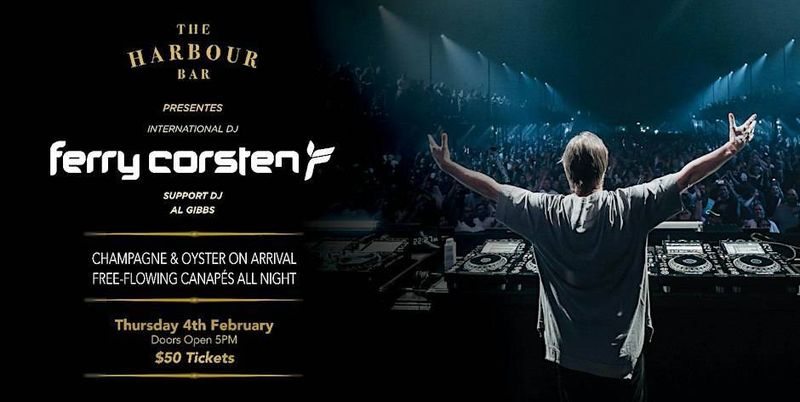 THE
HARBOUR
BAR
PRESENTES
INTERNATIONAL DJ
ferry corsten
SUPPORT DJ
AL GIBBS
CHAMPAGNE & OYSTER ON ARRIVAL
FREE-FLOWING CANAPÉS ALL NIGHT
Thursday 4th February
Doors Open 5PM
$50 Tickets